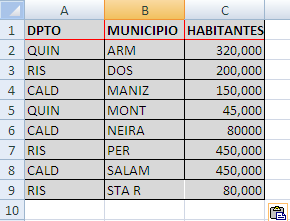 A B C
1 DPTO MUNICIPIO HABITANTES
2 QUIN ARM 320,000
3 RIS DOS 200,000
4 CALD MANIZ 150,000
5 QUIN MONT 45,000
6 CALD NEIRA 80000
7 RIS PER 450,000
8 CALD SALAM 450,000
9 RIS STA R 80,000
10